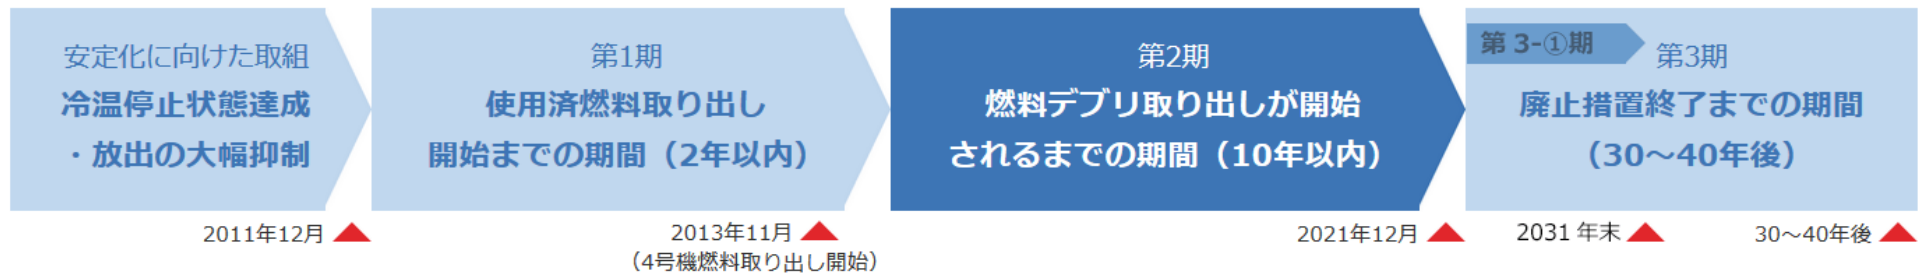 安定化に向けた取組
冷温停止状態達成
・放出の大幅抑制
第1期
使用済燃料取り出し
開始までの期間（2年以内）
第2期
燃料デブリ取り出しが開始
されるまでの期間（10年以内）
第 3-①期
第3期
廃止措置終了までの期間
（30～40年後）
2011年12月
2013年11月
（4号機燃料取り出し開始）
2021年12月
2031 年末
30～40年後